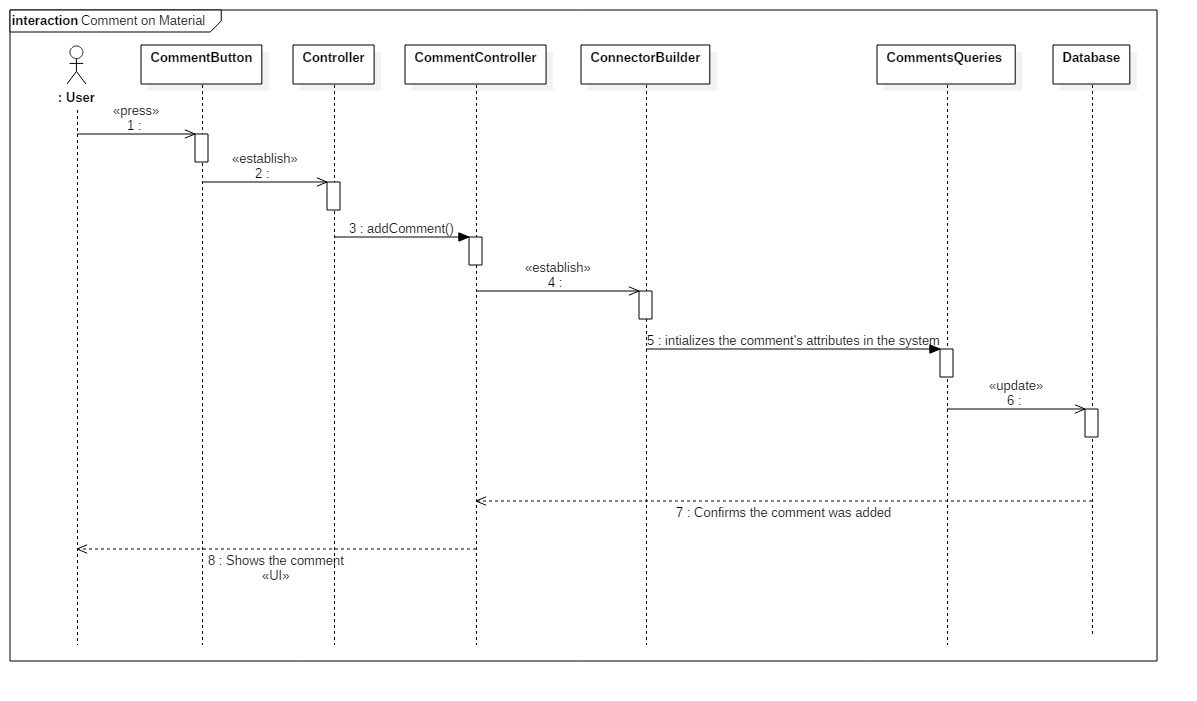 interaction Comment on Material
CommentButton
Controller
CommentController
ConnectorBuilder
CommentsQueries
Database
: User
«press»
1 :
«establish»
2 :
3 : addComment()
«establish»
4 :
5 : intializes the comment's attributes in the system
«update»
6 :
7 : Confirms the comment was added
8 : Shows the comment
«UI»